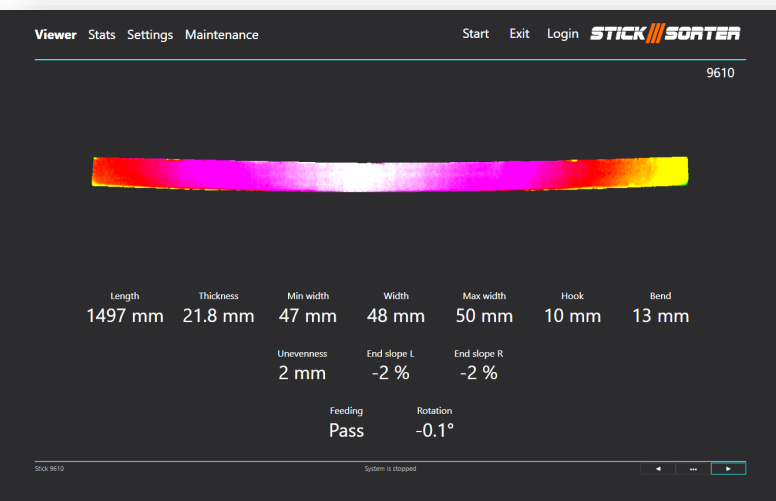 Viewer Stats Settings Maintenance Start Exit Login STICK///SORTER
9610
Length Thickness Min width Width Max width Hook Bend
1497 mm 21.8 mm 47 mm 48 mm 50 mm 10 mm 13 mm
Unevenness End slope L End slope R
2 mm -2 % -2 %
Feeding Rotation
Pass -0.1°
Stick 9610 System is stopped ◄ ••• ►